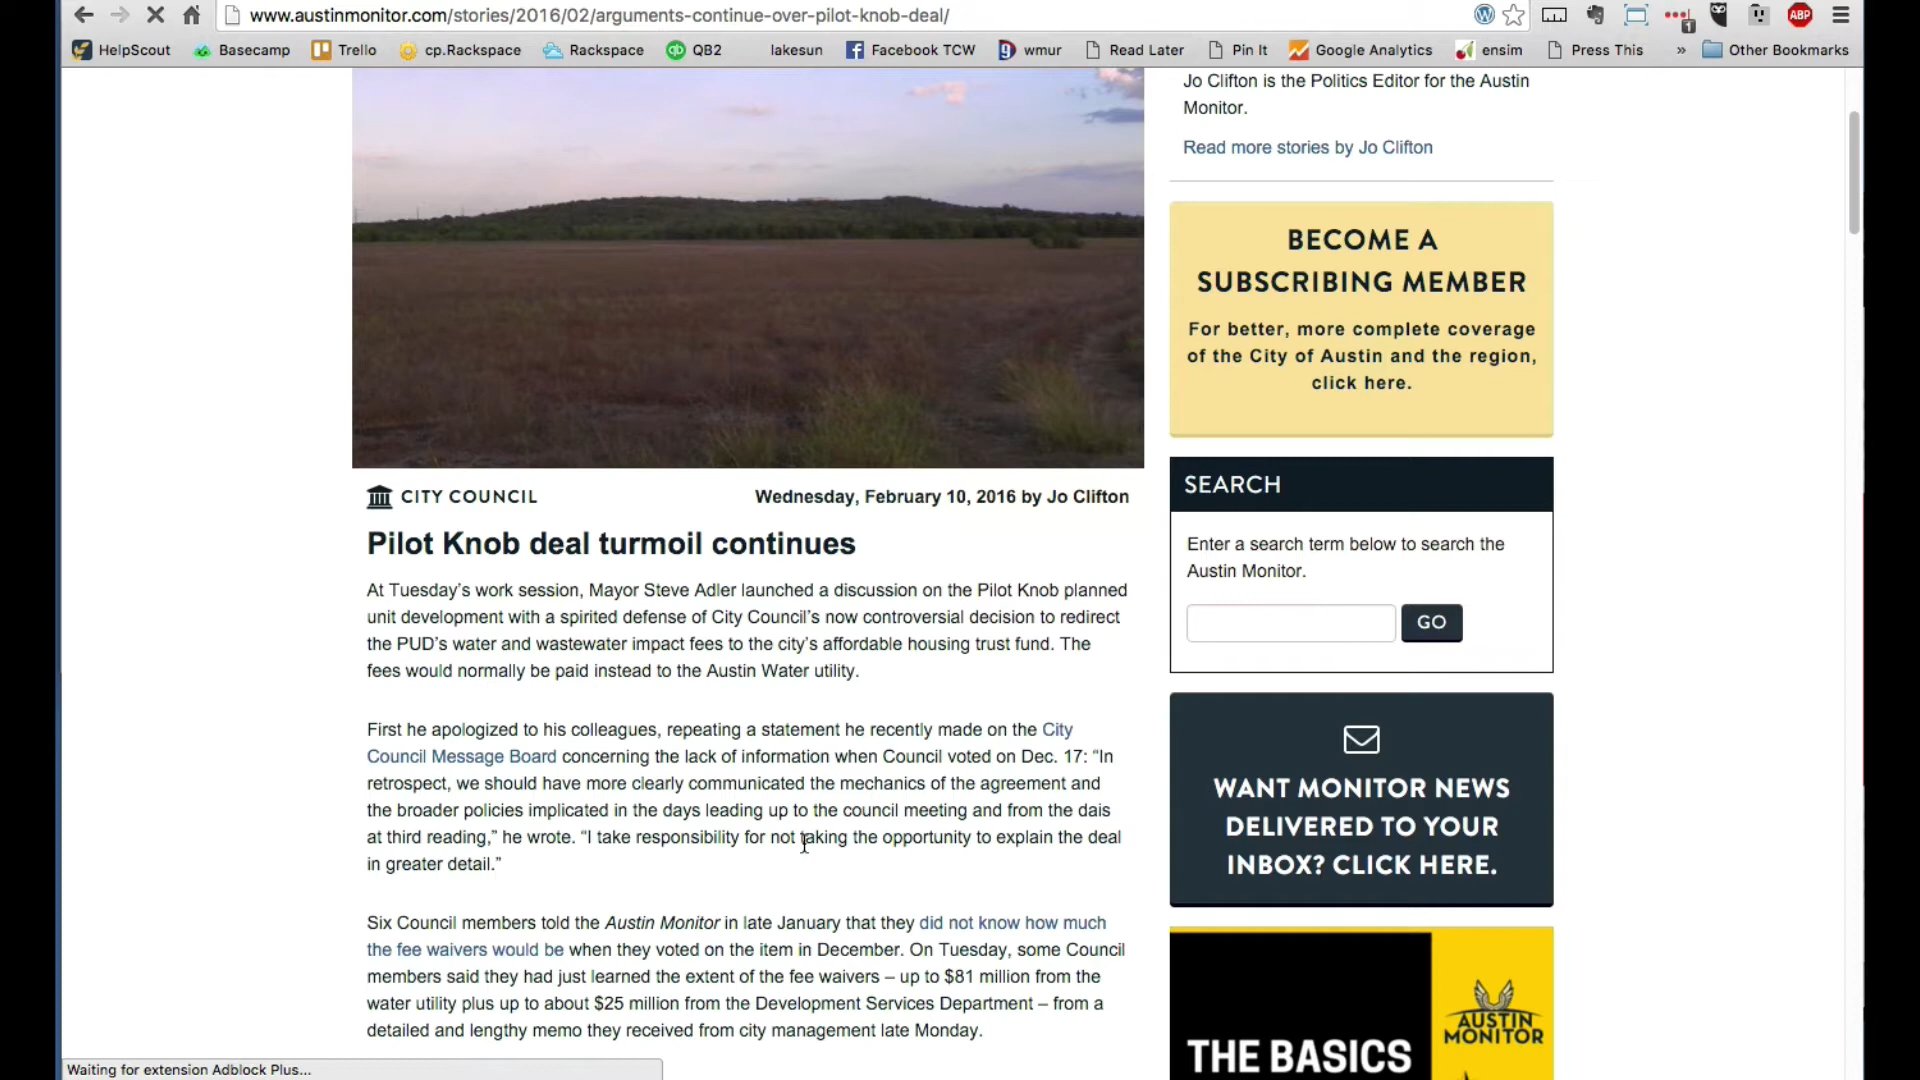 www.austinmonitor.com/stories/2016/02/arguments-continue-over-pilot-knob-deal/
1
ABP
HelpScout Basecamp Trello cp.Rackspace Rackspace QB2 lakesun Facebook TCW wmur Read Later Pin It Google Analytics ensim Press This » Other Bookmarks
Jo Clifton is the Politics Editor for the Austin
Monitor.
Read more stories by Jo Clifton
BECOME A
SUBSCRIBING MEMBER
For better, more complete coverage
of the City of Austin and the region,
click here.
CITY COUNCIL
Wednesday, February 10, 2016 by Jo Clifton
Pilot Knob deal turmoil continues
At Tuesday’s work session, Mayor Steve Adler launched a discussion on the Pilot Knob planned
unit development with a spirited defense of City Council’s now controversial decision to redirect
the PUD’s water and wastewater impact fees to the city’s affordable housing trust fund. The
fees would normally be paid instead to the Austin Water utility.
First he apologized to his colleagues, repeating a statement he recently made on the City
Council Message Board concerning the lack of information when Council voted on Dec. 17: “In
retrospect, we should have more clearly communicated the mechanics of the agreement and
the broader policies implicated in the days leading up to the council meeting and from the dais
at third reading,” he wrote. “I take responsibility for not taking the opportunity to explain the deal
in greater detail.”
Six Council members told the Austin Monitor in late January that they did not know how much
the fee waivers would be when they voted on the item in December. On Tuesday, some Council
members said they had just learned the extent of the fee waivers – up to $81 million from the
water utility plus up to about $25 million from the Development Services Department – from a
detailed and lengthy memo they received from city management late Monday.
SEARCH
Enter a search term below to search the
Austin Monitor.
GO
WANT MONITOR NEWS
DELIVERED TO YOUR
INBOX? CLICK HERE.
THE BASICS
AUSTIN
MONITOR
Waiting for extension Adblock Plus...